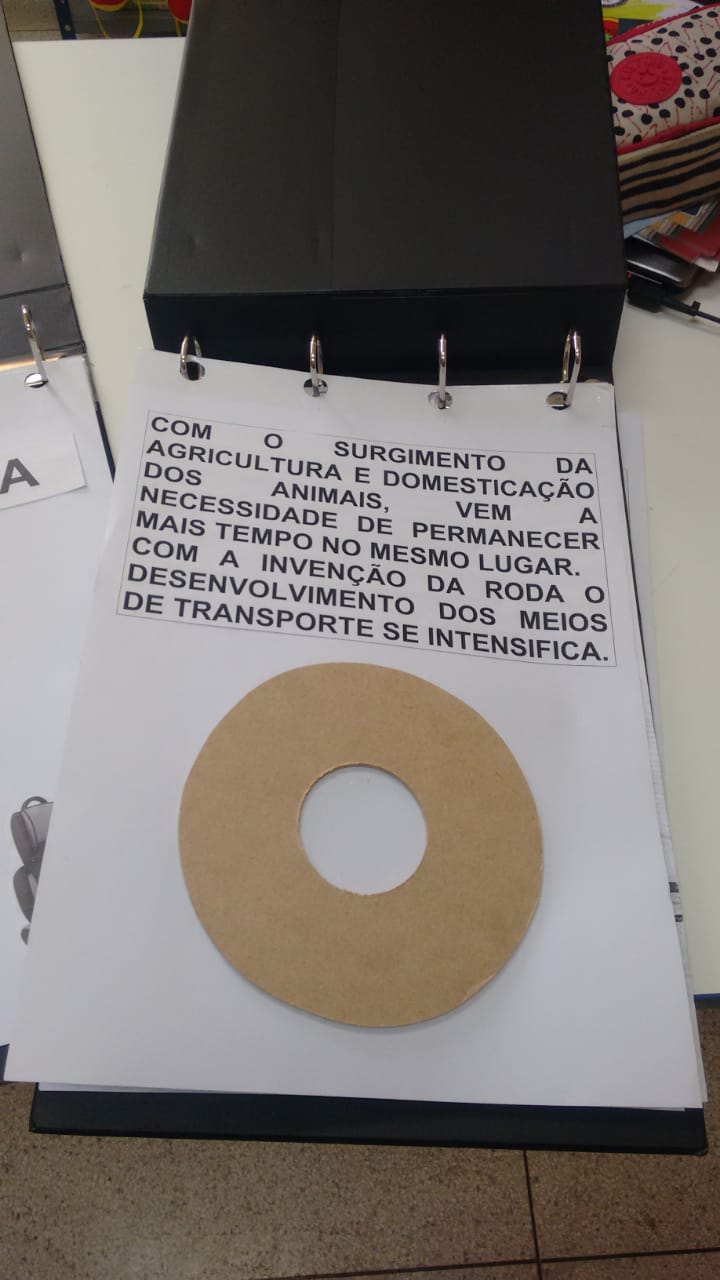 COM O SURGIMENTO DA
AGRICULTURA E DOMESTICAÇÃO
DOS ANIMAIS, VEM A
NECESSIDADE DE PERMANECER
MAIS TEMPO NO MESMO LUGAR.
COM A INVENÇÃO DA RODA O
DESENVOLVIMENTO DOS MEIOS
DE TRANSPORTE SE INTENSIFICA.
A